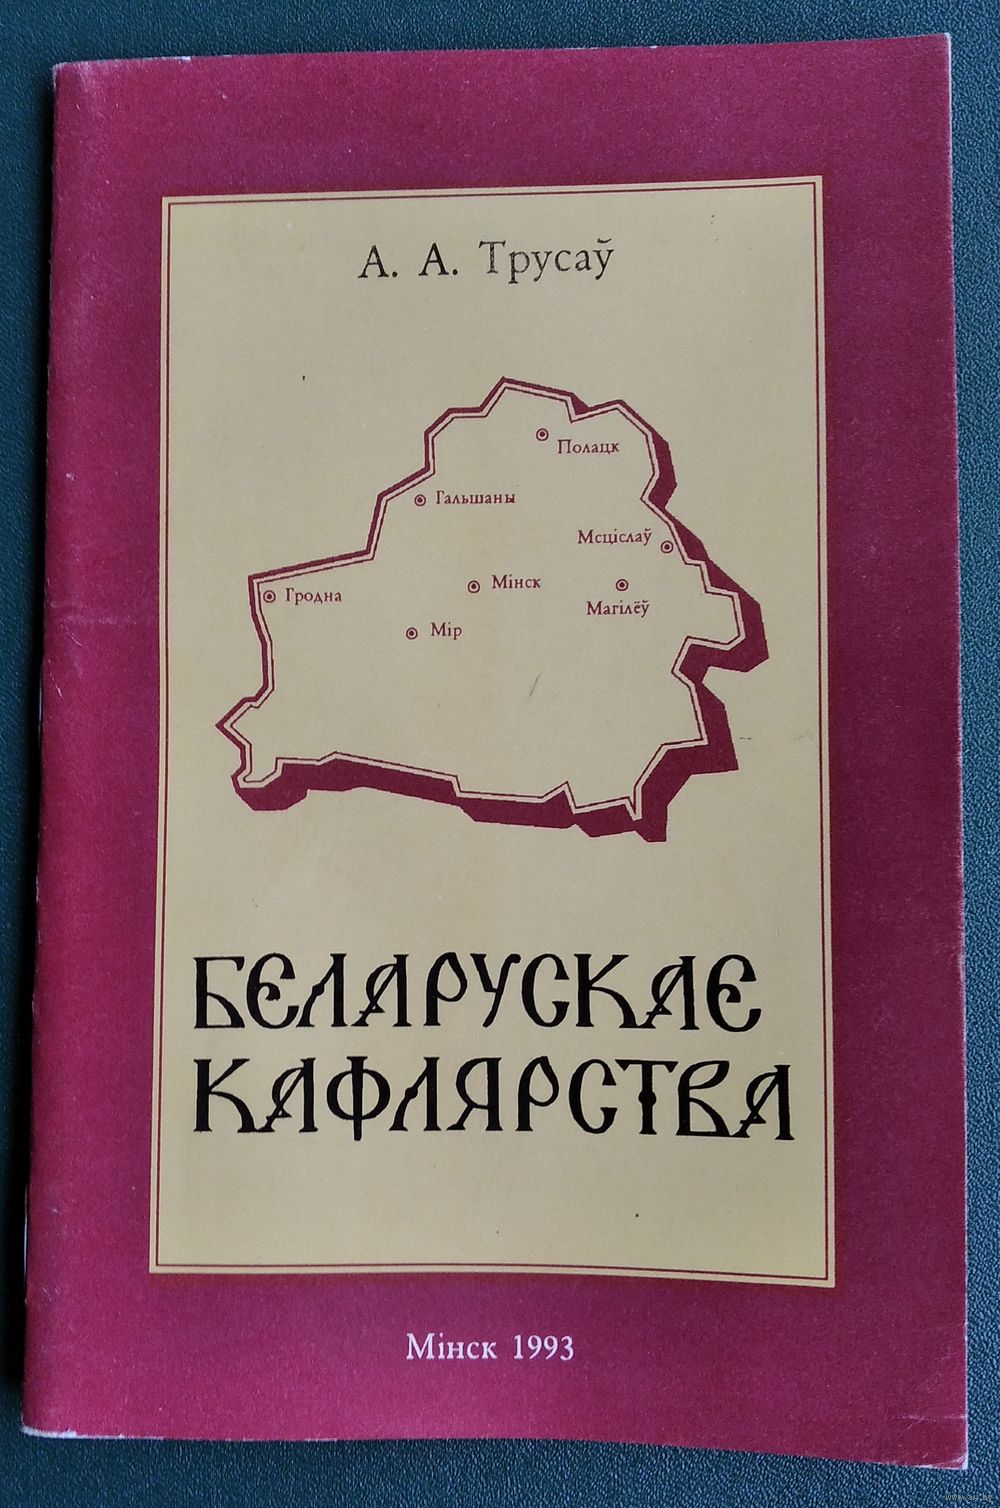 А. А. Трусаў
Полацк
Гальшаны
Мсціслаў
Мінск
Гродна
Магілёў
Мір
БЕЛАРУСКАЕ
КАФЛЯРСТВА
Мінск 1993